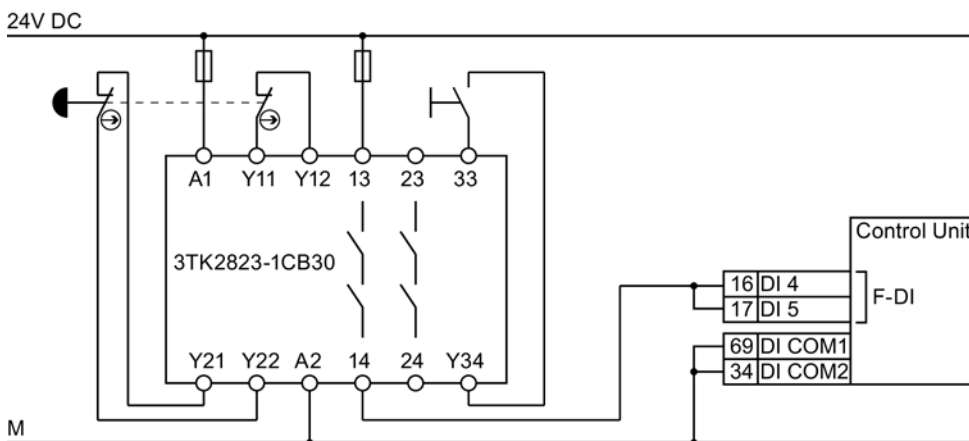 24V DC
A1 Y11 Y12 13 23 33
Control Unit
3TK2823-1CB30
16 DI 4
F-DI
17 DI 5
69 DI COM1
34 DI COM2
Y21 Y22 A2 14 24 Y34
M